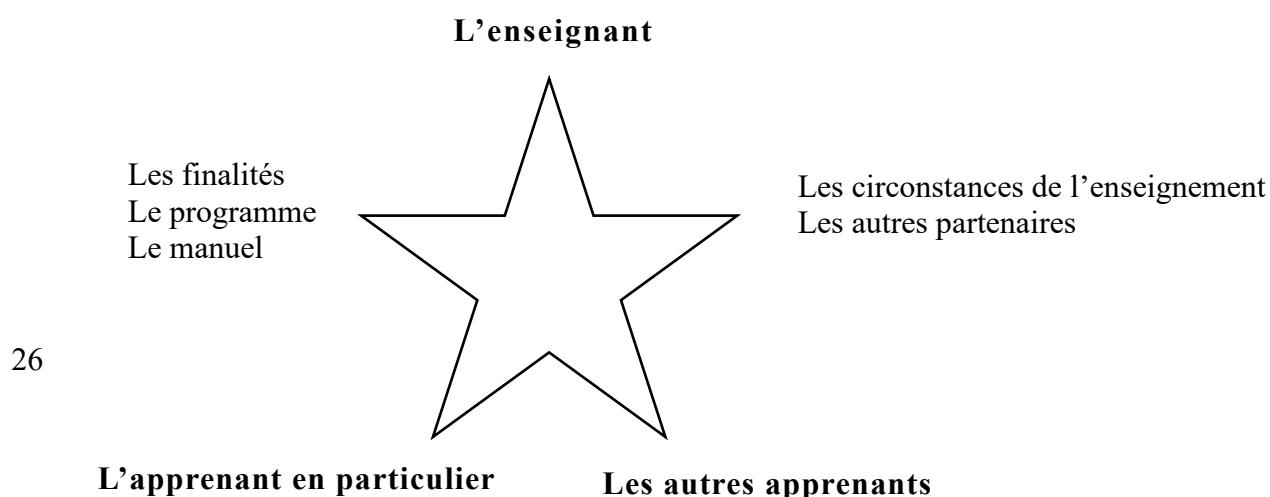 L’enseignant
Les finalités
Le programme
Le manuel
Les circonstances de l’enseignement
Les autres partenaires
26
L’apprenant en particulier
Les autres apprenants